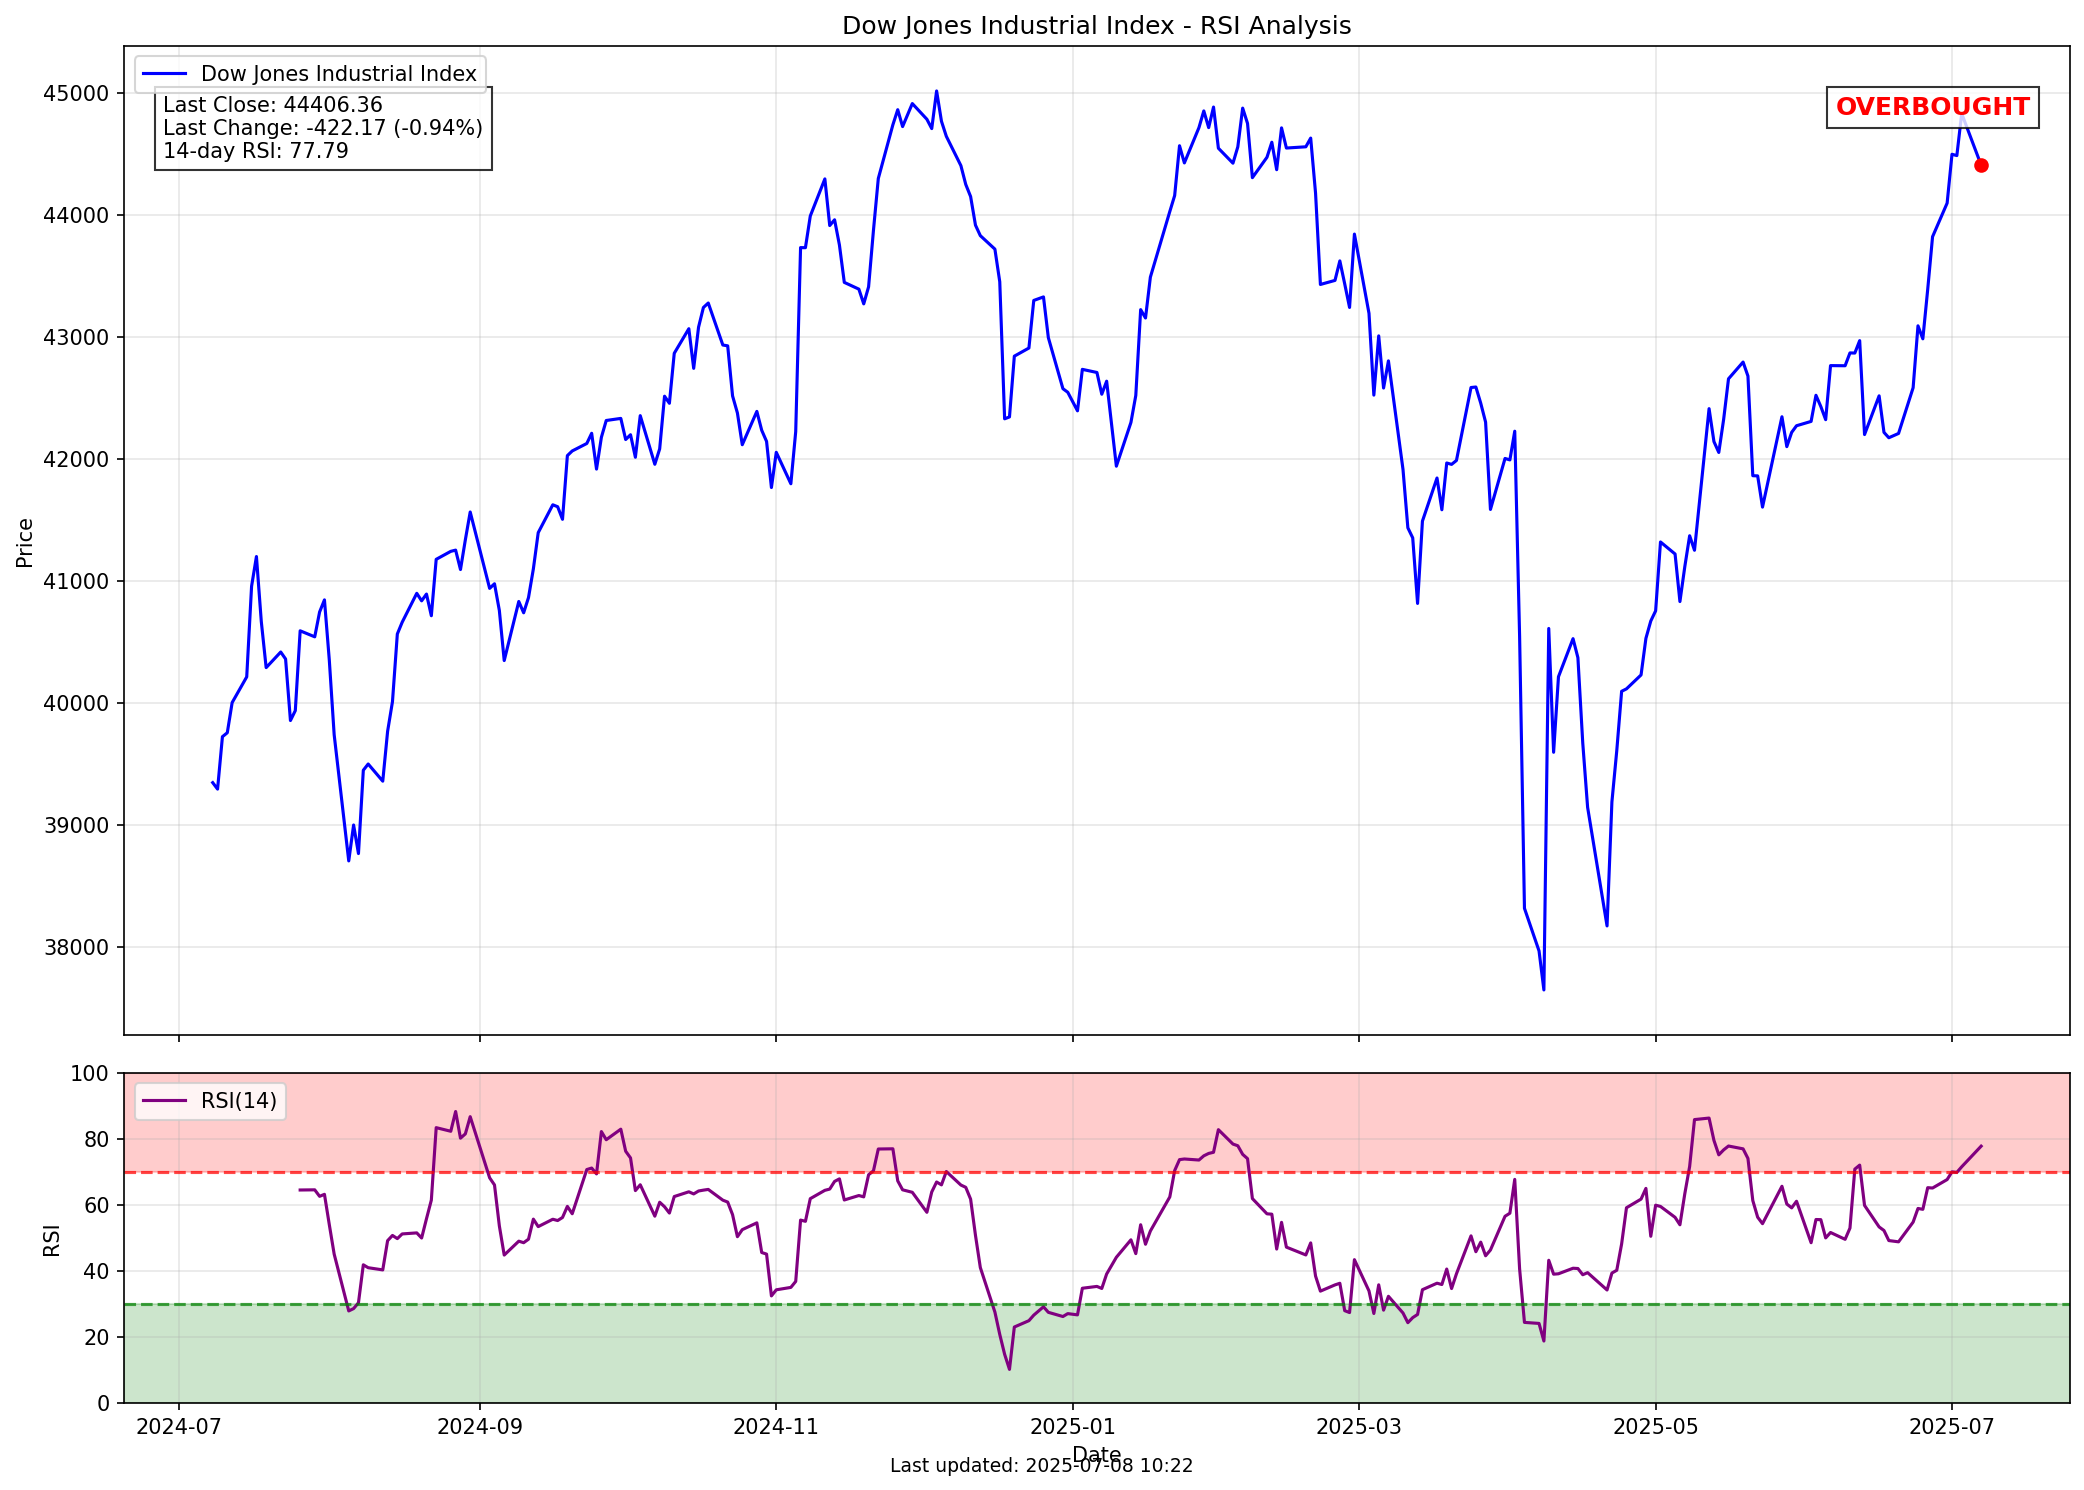 Dow Jones Industrial Index - RSI Analysis
Dow Jones Industrial Index
Last Close: 44406.36
Last Change: -422.17 (-0.94%)
14-day RSI: 77.79
OVERBOUGHT
45000
44000
43000
42000
41000
40000
39000
38000
Price
RSI(14)
100
80
60
40
20
0
RSI
2024-07
2024-09
2024-11
2025-01
2025-03
2025-05
2025-07
Date
Last updated: 2025-07-08 10:22